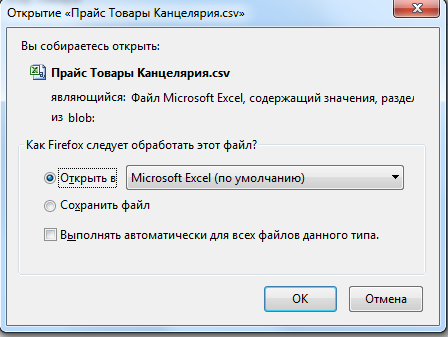 Открытие «Прайс Товары Канцелярия.csv»
Вы собираетесь открыть:
Прайс Товары Канцелярия.csv
являющийся: Файл Microsoft Excel, содержащий значения, раздел
из blob:
Как Firefox следует обработать этот файл?
Открыть в Microsoft Excel (по умолчанию)
Сохранить файл
Выполнять автоматически для всех файлов данного типа.
OK Отмена